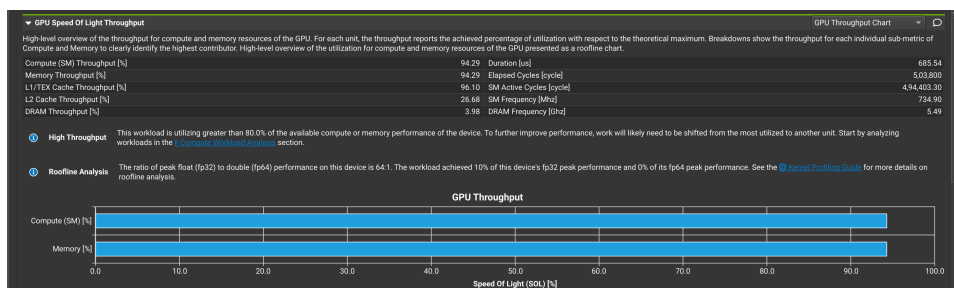 GPU Speed Of Light Throughput GPU Throughput Chart
High-level overview of the throughput for compute and memory resources of the GPU. For each unit, the throughput reports the achieved percentage of utilization with respect to the theoretical maximum. Breakdowns show the throughput for each individual sub-metric of
Compute and Memory to clearly identify the highest contributor. High-level overview of the utilization for compute and memory resources of the GPU presented as a roofline chart.
Compute (SM) Throughput [%] 94.29 Duration [us] 685.54
Memory Throughput [%] 94.29 Elapsed Cycles [cycle] 5,03,800
L1/TEX Cache Throughput [%] 96.10 SM Active Cycles [cycle] 4,94,403.30
L2 Cache Throughput [%] 26.68 SM Frequency [Mhz] 734.90
DRAM Throughput [%] 3.98 DRAM Frequency [Ghz] 5.49
High Throughput This workload is utilizing greater than 80.0% of the available compute or memory performance of the device. To further improve performance, work will likely need to be shifted from the most utilized to another unit. Start by analyzing
workloads in the Compute Workload Analysis section.
Roofline Analysis The ratio of peak float (fp32) to double (fp64) performance on this device is 64:1. The workload achieved 10% of this device's fp32 peak performance and 0% of its fp64 peak performance. See the Kernel Profiling Guide for more details on
roofline analysis.
GPU Throughput
Compute (SM) [%]
Memory [%]
0.0 10.0 20.0 30.0 40.0 50.0 60.0 70.0 80.0 90.0 100.0
Speed Of Light (SOL) [%]